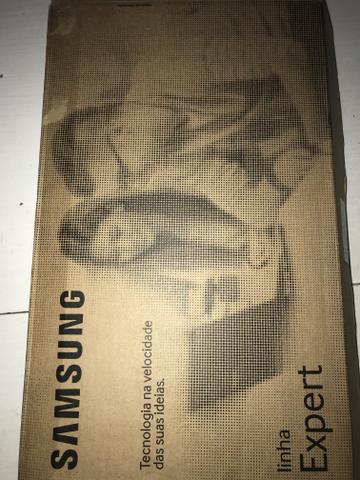 SAMSUNG
Tecnologia na velocidade
das suas ideias.
linha
Expert